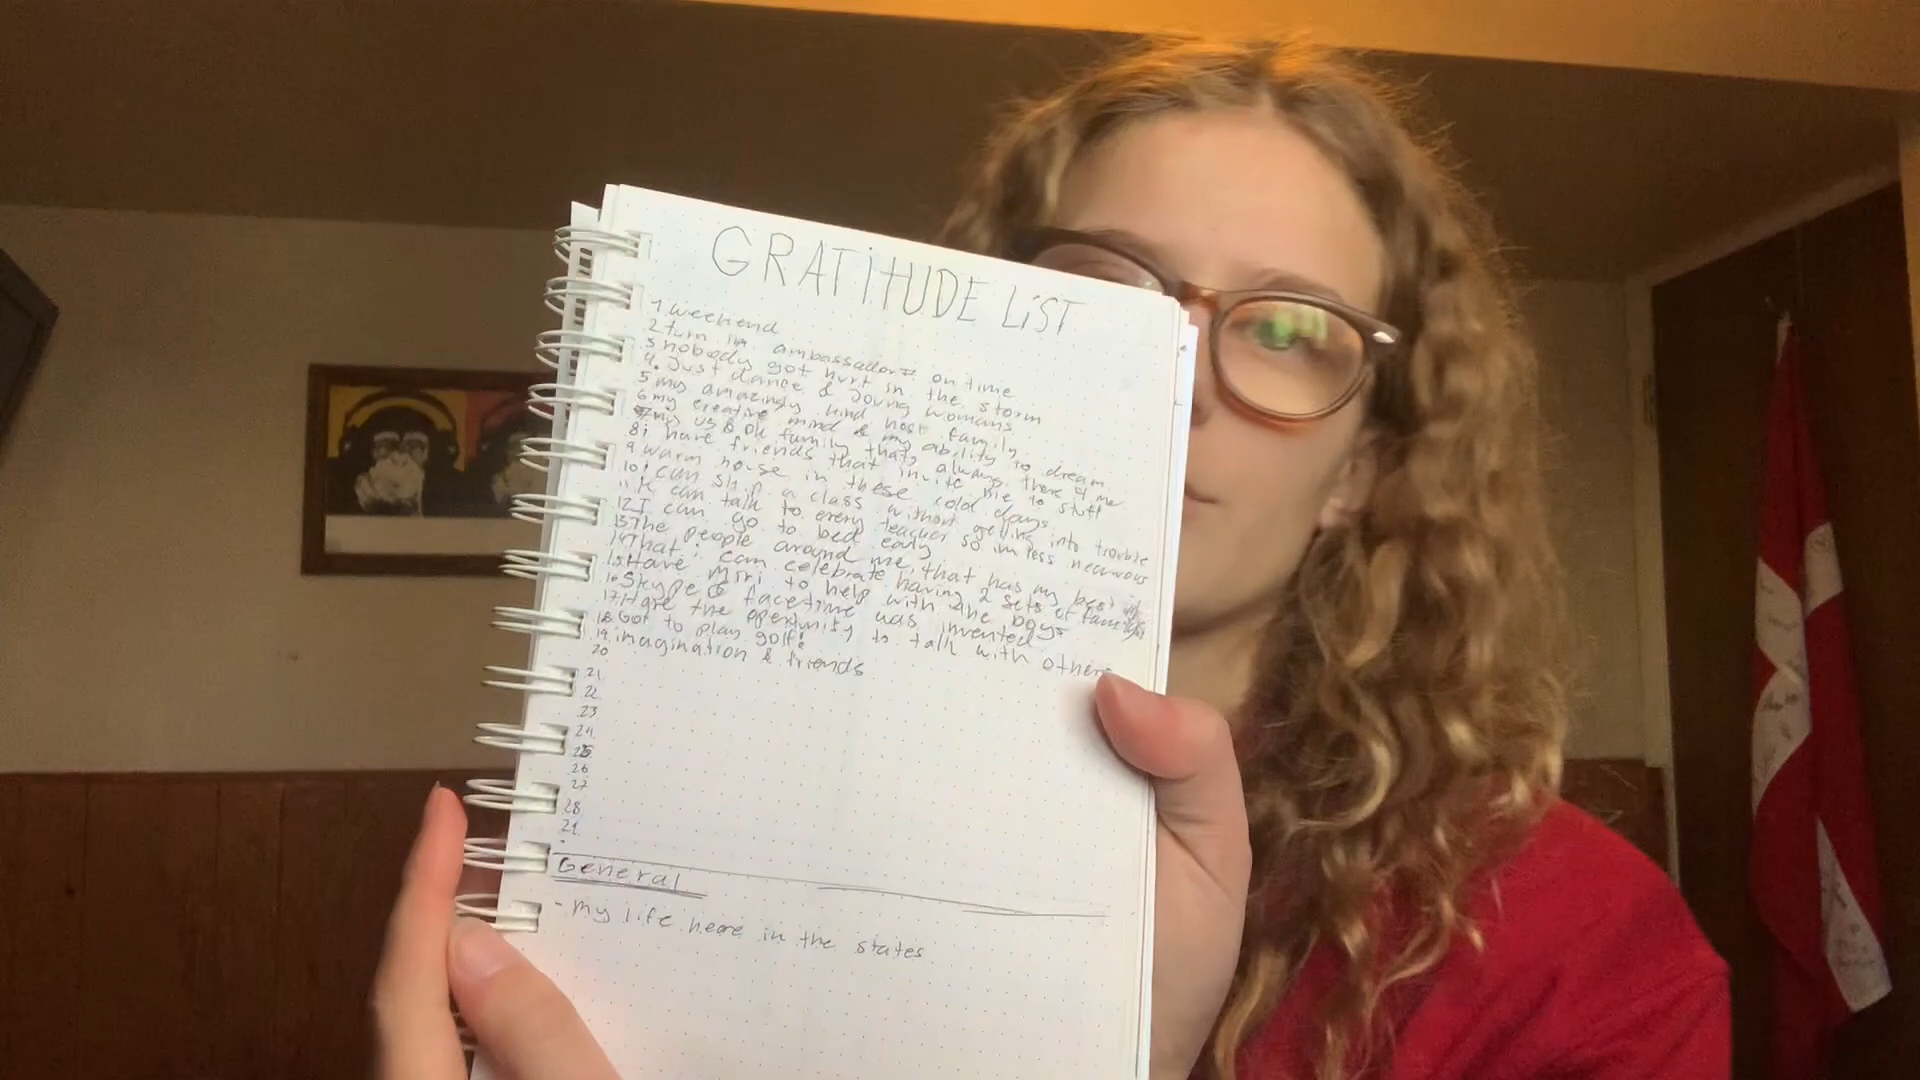 GRATITUDE LIST
1 weekend
2 turn in ambassador on time
3 nobody got hurt in the storm
4. Just dance & young womans
5 my amazingly kind host family
6 my creative mind & my ability to dream
7 my us & Dk family thats always there 4 me
8 i have friends that invite me to stuff
9 warm house in these cold days
10 i can skip a class without getting into trouble
11 I can talk to every teacher so im less nearvous
12 I can go to bed early
13 The people around me, that has my best
14 That i can celebrate having 2 sets of
15 Have Miri to help with the boys
16 Skype & facetime was invented
17 Have the oppertunity to talk with others
18 Got to play golf!
19 imagination & friends
20
21.
22
23
24.
25
26
27
28
29.
General
- My life heare in the states